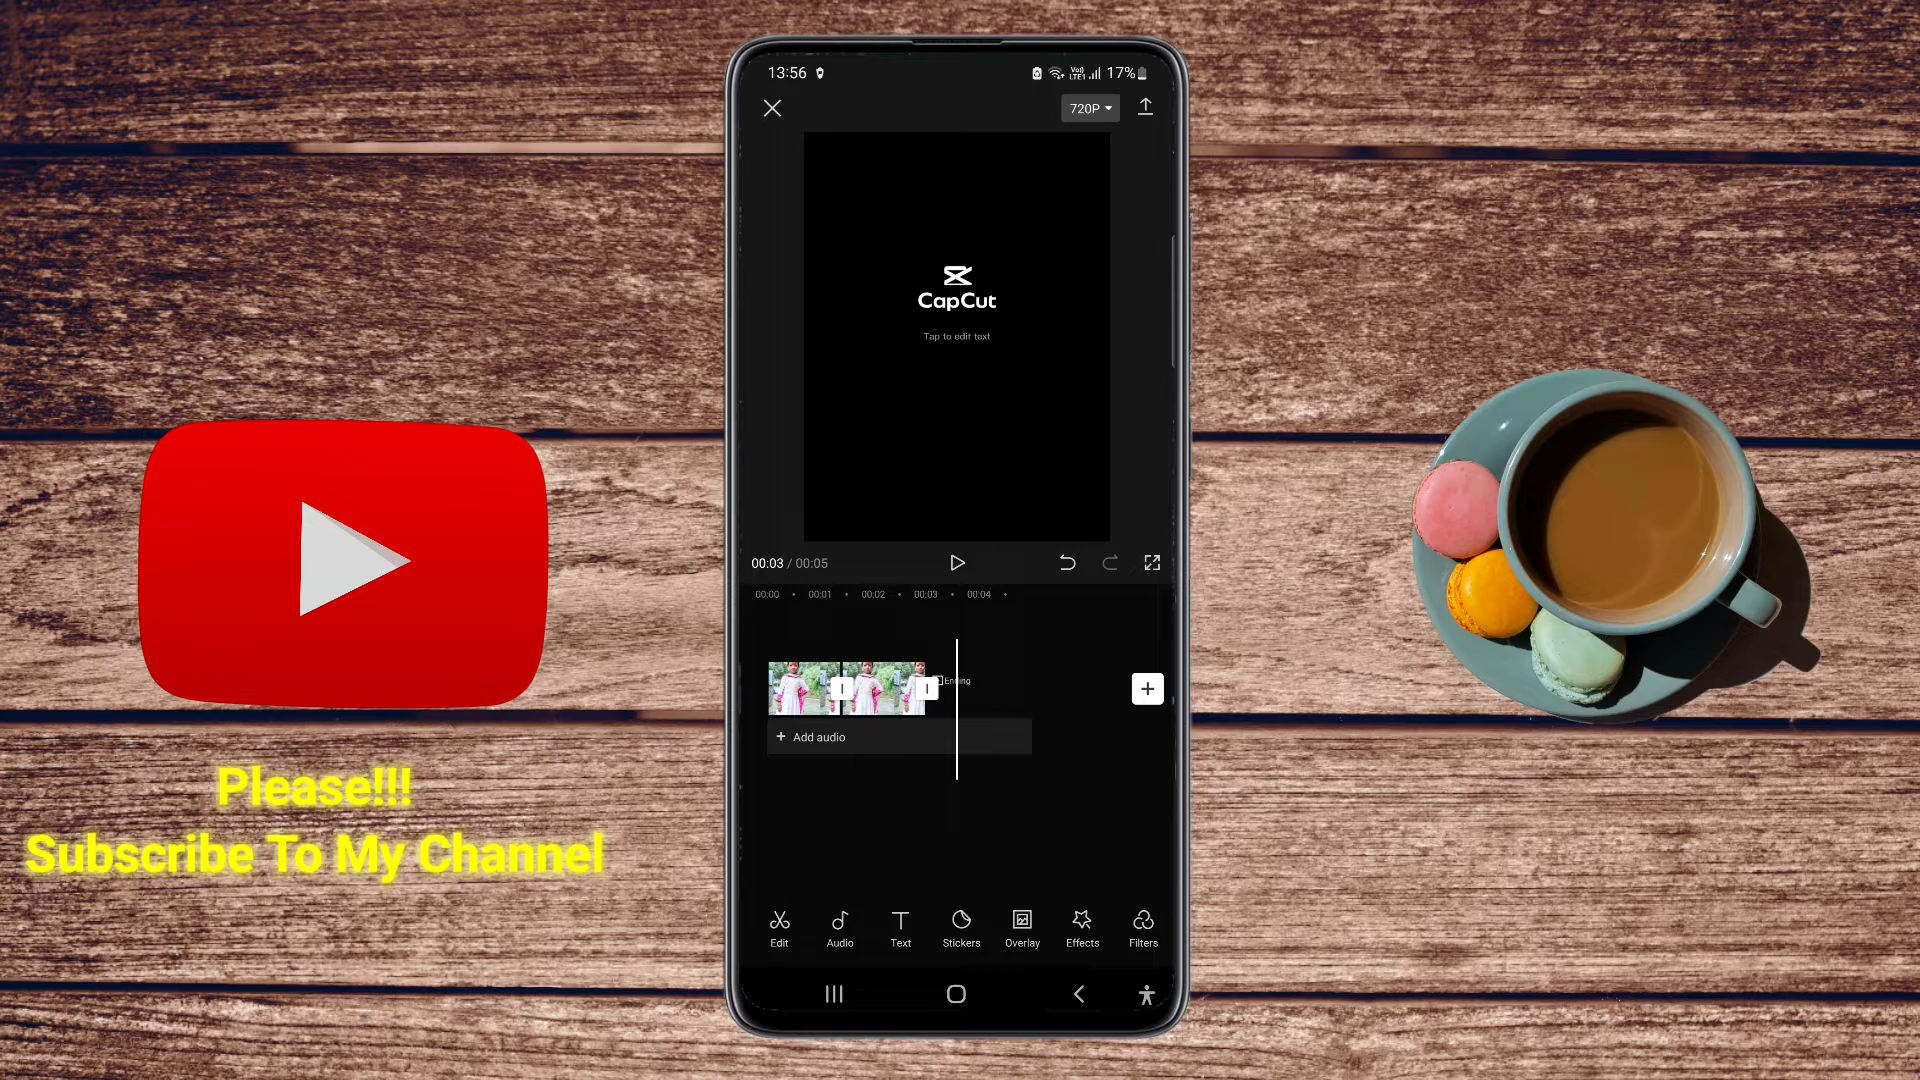 13:56
Vo)) LTE1 17%
720P
CapCut
Tap to edit text
00:03 / 00:05
00:00 00:01 00:02 00:03 00:04
Ending
+ Add audio
Edit Audio Text Stickers Overlay Effects Filters
Please!!!
Subscribe To My Channel